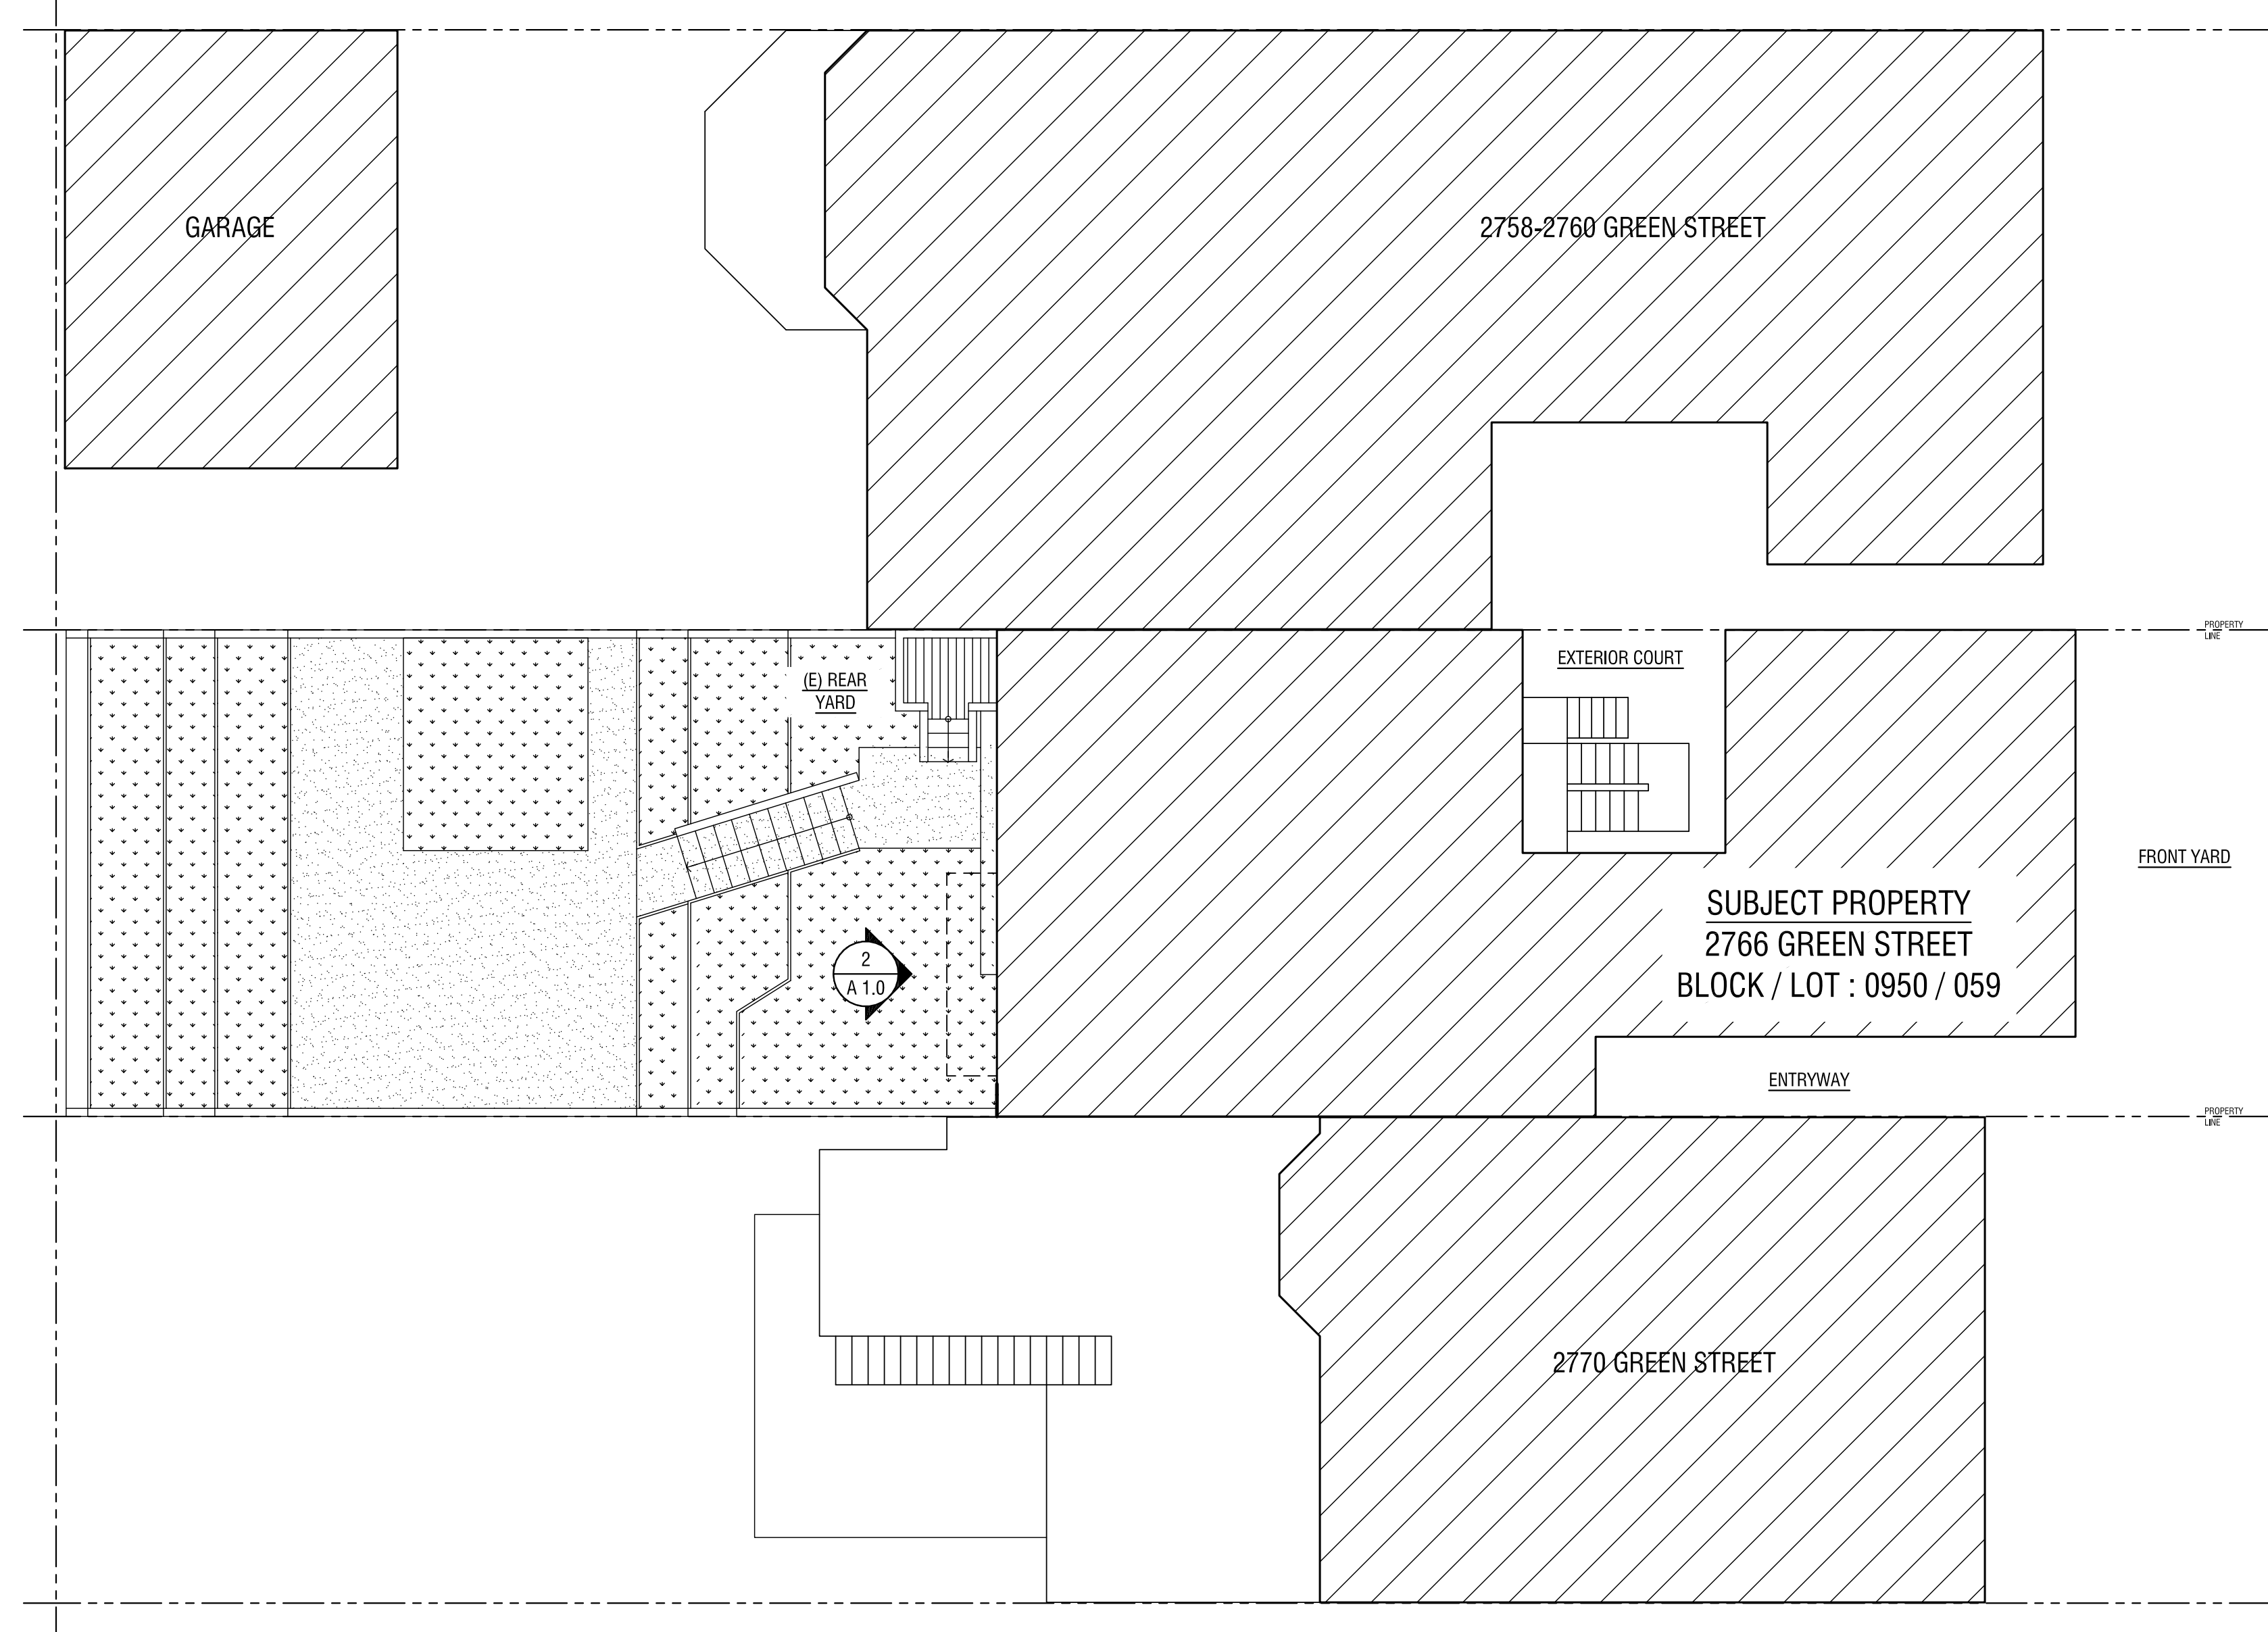 GARAGE
2758-2760 GREEN STREET
PROPERTY
LINE
EXTERIOR COURT
(E) REAR
YARD
FRONT YARD
SUBJECT PROPERTY
2766 GREEN STREET
BLOCK / LOT : 0950 / 059
2
A 1.0
ENTRYWAY
PROPERTY
LINE
2770 GREEN STREET